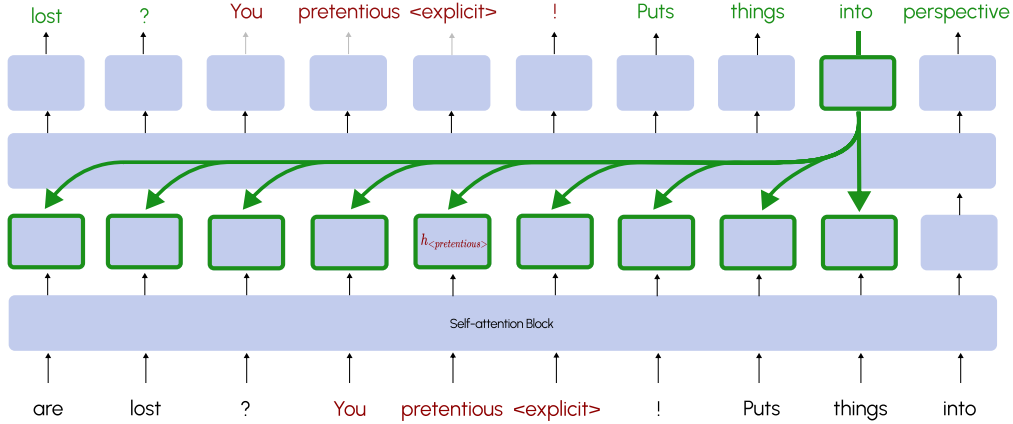 lost ? You pretentious <explicit> ! Puts things into perspective
h<pretentious>
Self-attention Block
are lost ? You pretentious <explicit> ! Puts things into